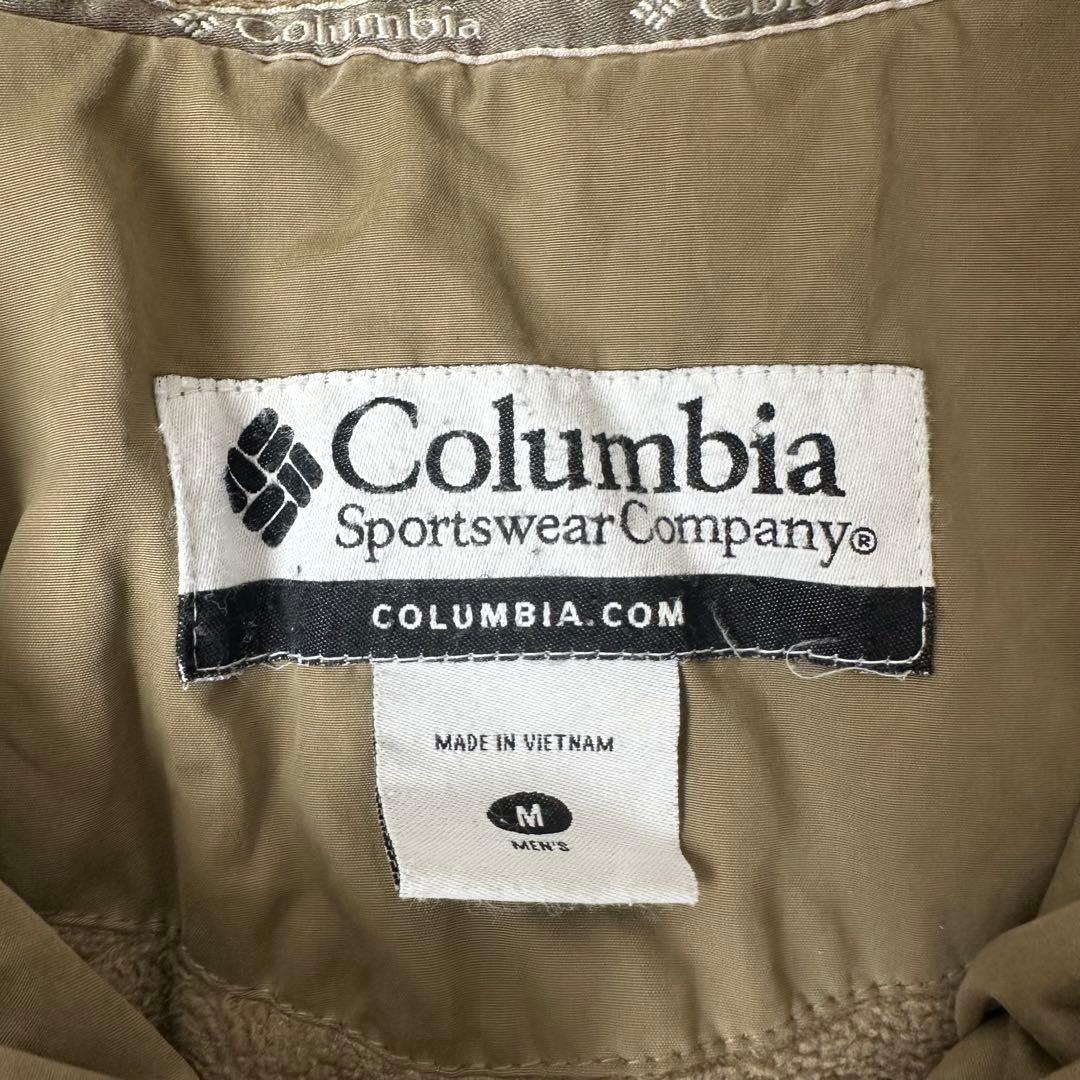 Columbia Columbia
Columbia
Sportswear Company®
COLUMBIA.COM
MADE IN VIETNAM
M
MEN'S